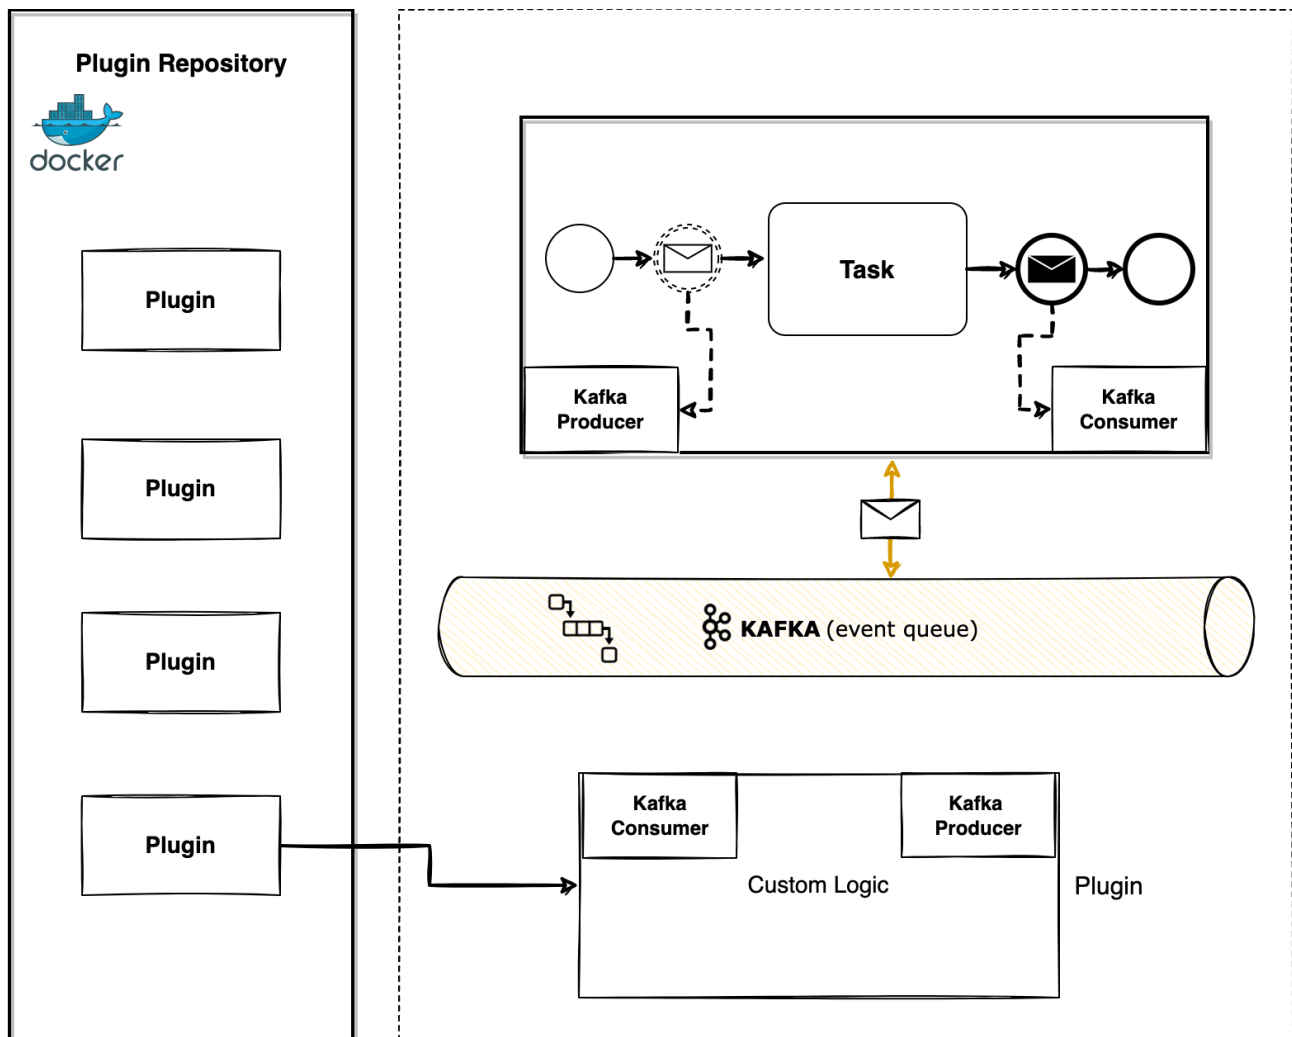 Plugin Repository
docker
Plugin
Plugin
Plugin
Plugin
Task
Kafka
Producer
Kafka
Consumer
KAFKA (event queue)
Kafka
Consumer
Kafka
Producer
Custom Logic
Plugin